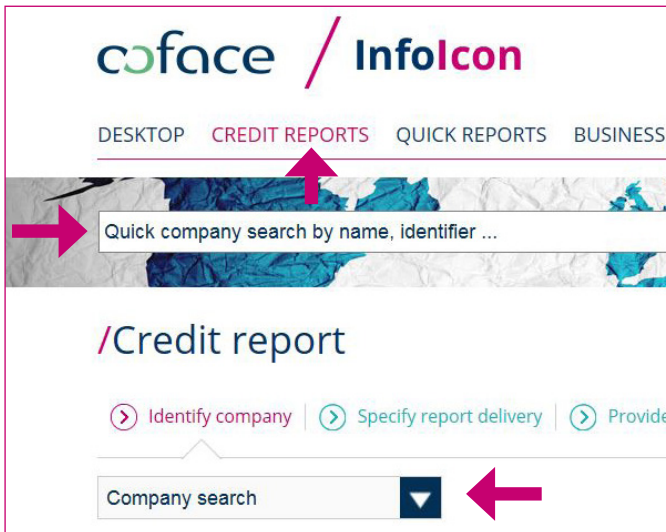 coface / InfoIcon
DESKTOP CREDIT REPORTS QUICK REPORTS BUSINESS
Quick company search by name, identifier ...
/Credit report
Identify company Specify report delivery Provide
Company search